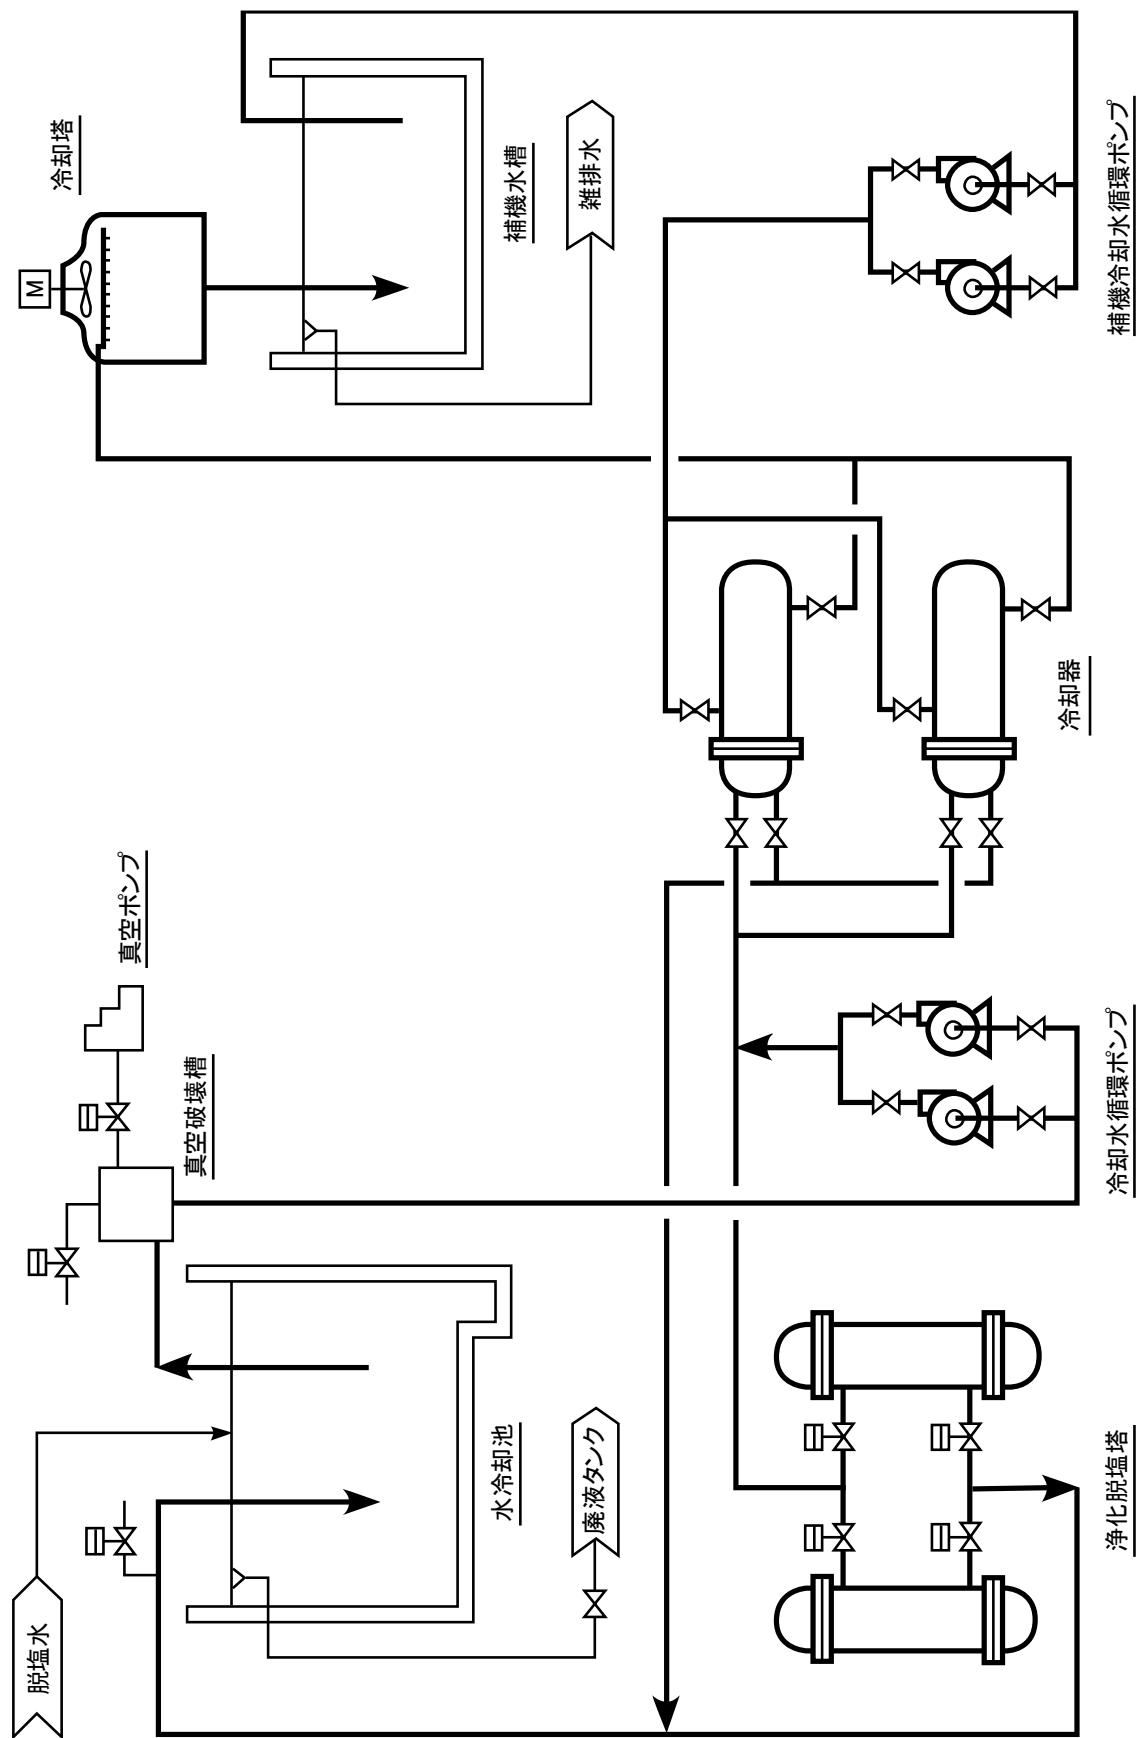 冷却塔
M
補機水槽
雑排水
補機冷却水循環ポンプ
冷却器
真空ポンプ
真空破壊槽
冷却水循環ポンプ
水冷却池
廃液タンク
浄化脱塩塔
脱塩水